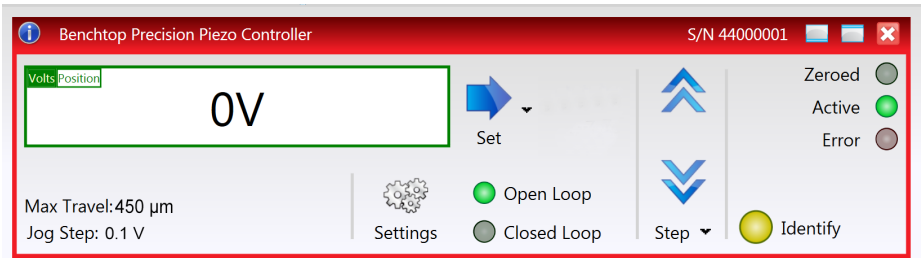 Benchtop Precision Piezo Controller
S/N 44000001
Volts Position
0V
Set
Zeroed
Active
Error
Max Travel:450 µm
Jog Step: 0.1 V
Settings
Open Loop
Closed Loop
Step
Identify